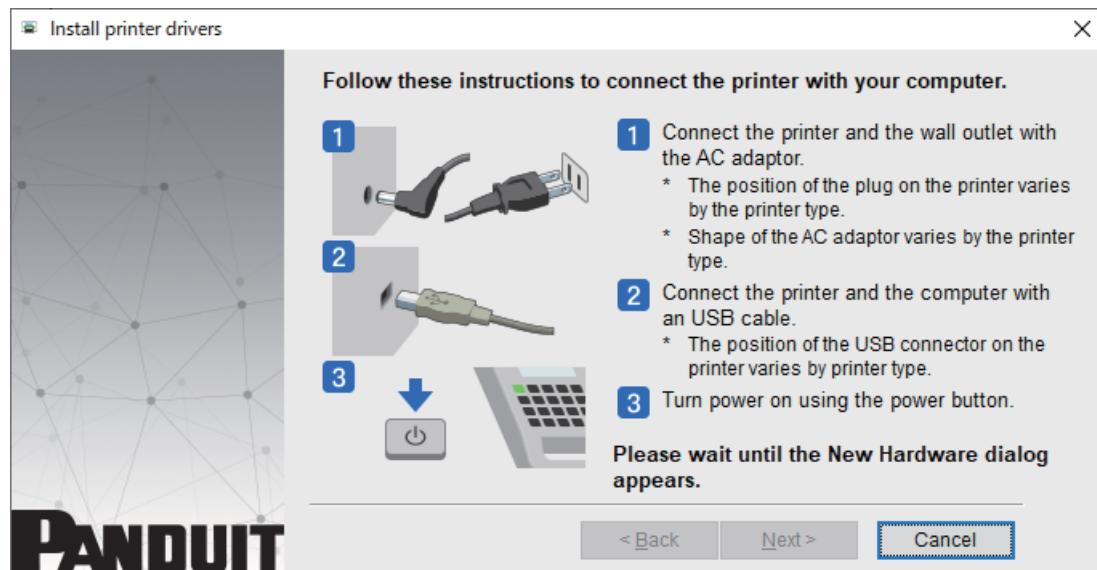 Install printer drivers
Follow these instructions to connect the printer with your computer.
1
2
3
1 Connect the printer and the wall outlet with
the AC adaptor.
* The position of the plug on the printer varies
by the printer type.
* Shape of the AC adaptor varies by the printer
type.
2 Connect the printer and the computer with
an USB cable.
* The position of the USB connector on the
printer varies by printer type.
3 Turn power on using the power button.
Please wait until the New Hardware dialog
appears.
PANDUIT
< Back Next > Cancel